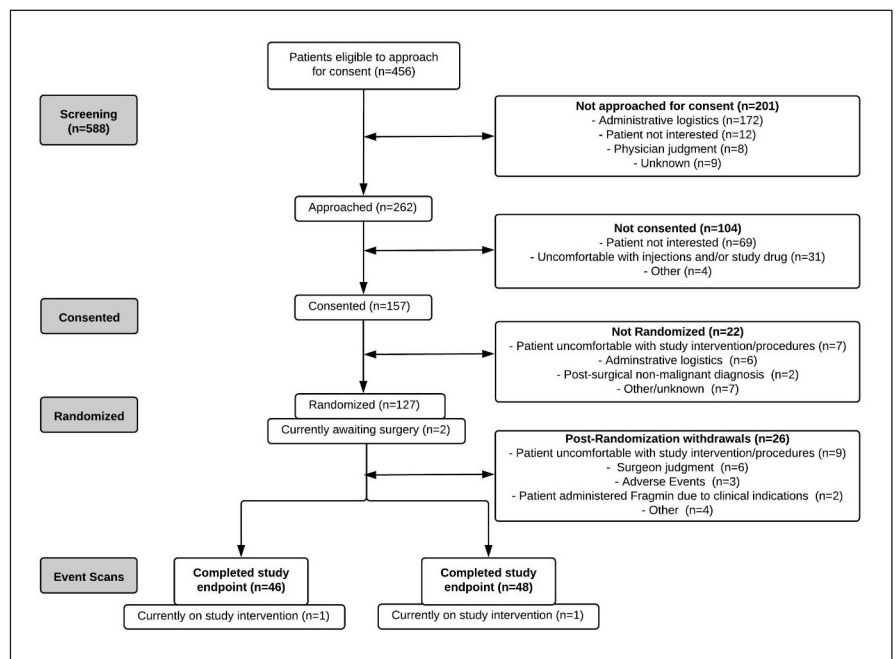 Patients eligible to approach
for consent (n=456)
Screening
(n=588)
Not approached for consent (n=201)
- Administrative logistics (n=172)
- Patient not interested (n=12)
- Physician judgment (n=8)
- Unknown (n=9)
Approached (n=262)
Not consented (n=104)
- Patient not interested (n=69)
- Uncomfortable with injections and/or study drug (n=31)
- Other (n=4)
Consented
Consented (n=157)
Not Randomized (n=22)
- Patient uncomfortable with study intervention/procedures (n=7)
- Adminstrative logistics (n=6)
- Post-surgical non-malignant diagnosis (n=2)
- Other/unknown (n=7)
Randomized
Randomized (n=127)
Currently awaiting surgery (n=2)
Post-Randomization withdrawals (n=26)
- Patient uncomfortable with study intervention/procedures (n=9)
- Surgeon judgment (n=6)
- Adverse Events (n=3)
- Patient administered Fragmin due to clinical indications (n=2)
- Other (n=4)
Event Scans
Completed study
endpoint (n=46)
Currently on study intervention (n=1)
Completed study
endpoint (n=48)
Currently on study intervention (n=1)